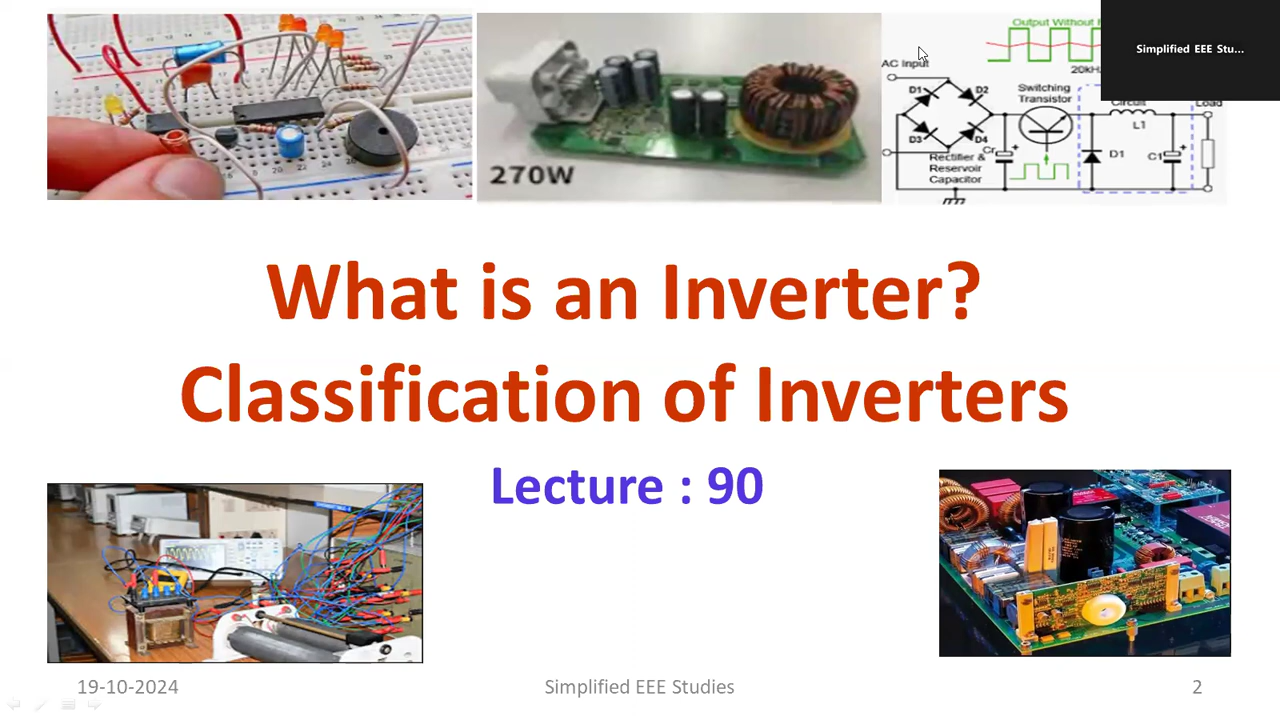 Output Without
Simplified EEE Stu...
AC Input
20kH
D1
D2
Switching
Transistor
Circuit
Load
L1
D3
D4
Cr
+
D1
C1
+
Rectifier &
Reservoir
Capacitor
270W
What is an Inverter?
Classification of Inverters
Lecture : 90
19-10-2024
Simplified EEE Studies
2